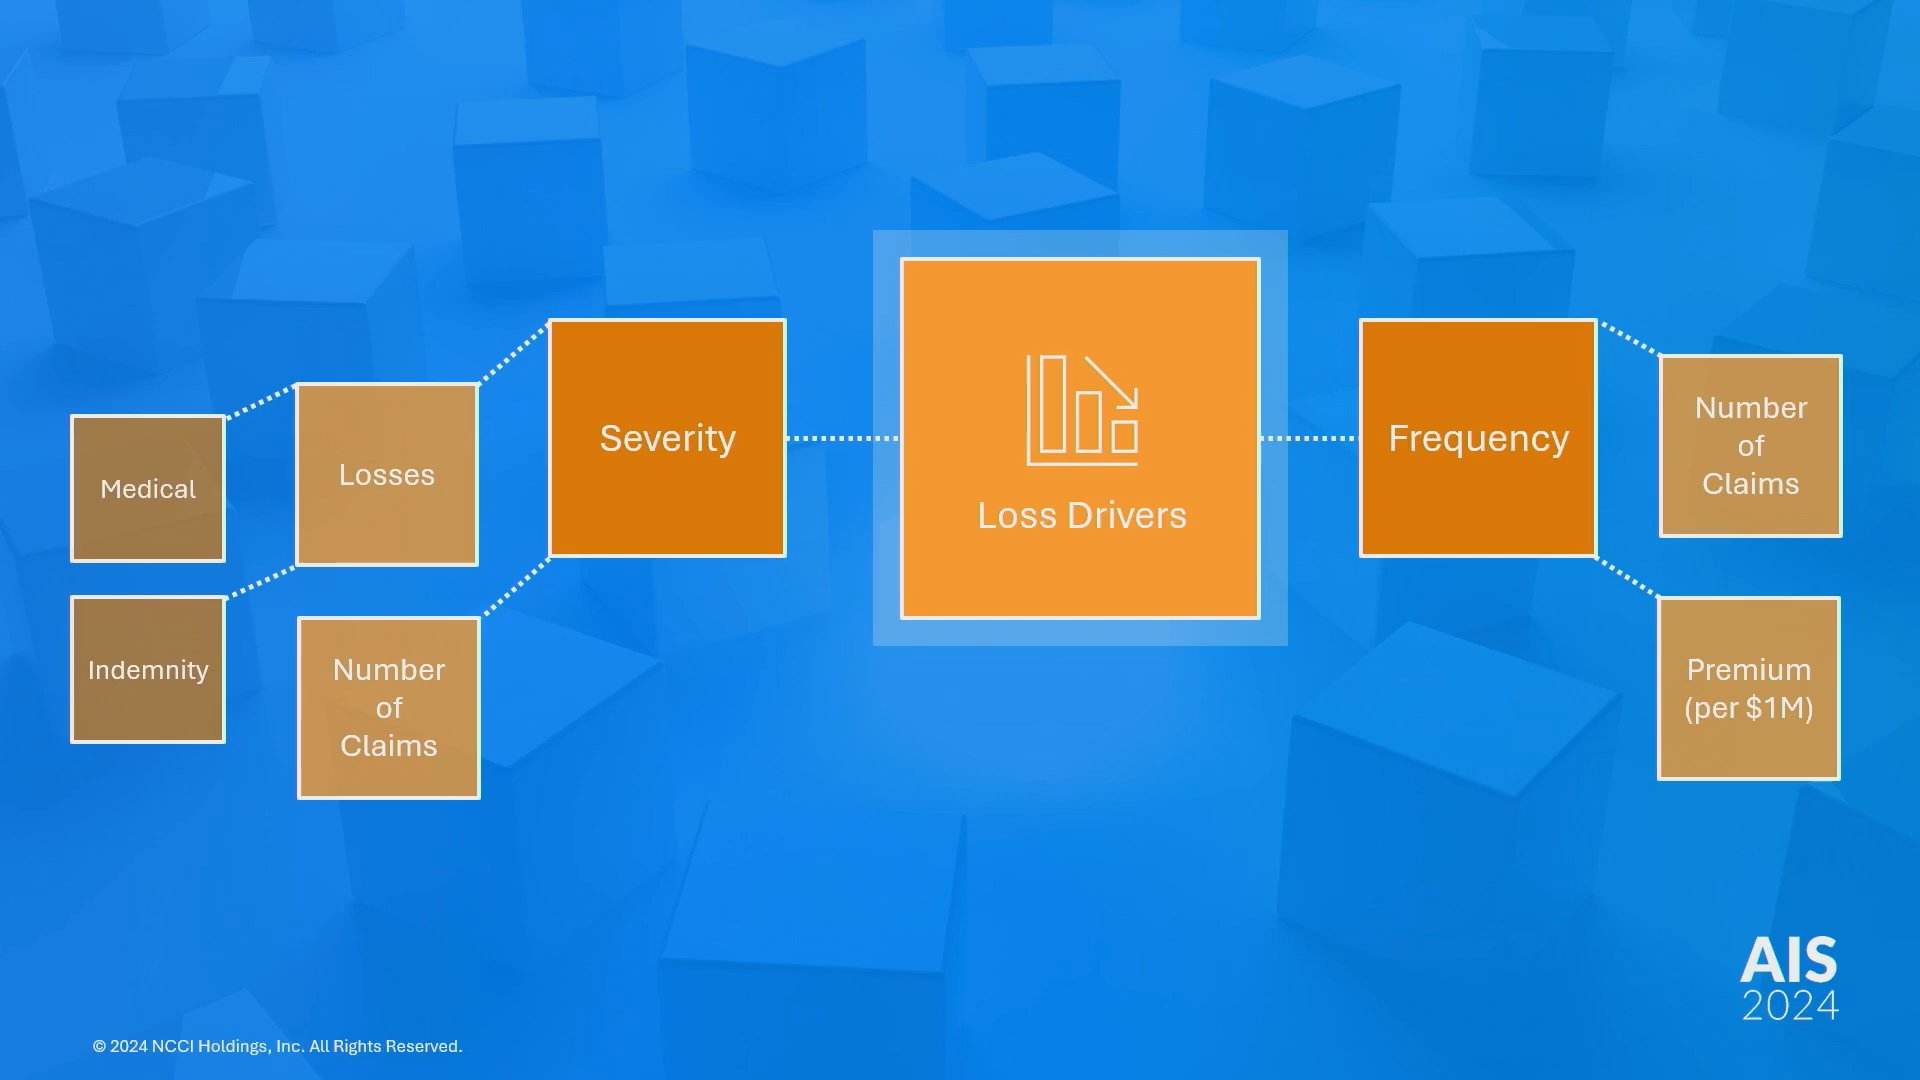 Medical
Indemnity
Losses
Number
of
Claims
Severity
Loss Drivers
Frequency
Number
of
Claims
Premium
(per $1M)
AIS
2024
© 2024 NCCI Holdings, Inc. All Rights Reserved.